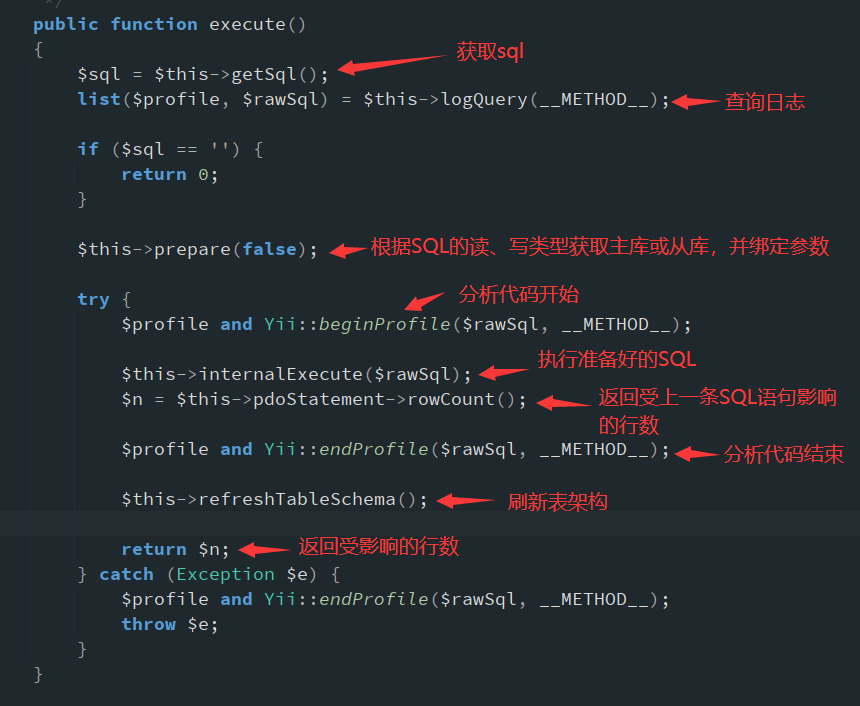 */
public function execute()
{
$sql = $this->getSql();
获取sql
list($profile, $rawSql) = $this->logQuery(__METHOD__);
查询日志
if ($sql == '') {
return 0;
}
$this->prepare(false);
根据SQL的读、写类型获取主库或从库，并绑定参数
try {
分析代码开始
$profile and Yii::beginProfile($rawSql, __METHOD__);
执行准备好的SQL
$this->internalExecute($rawSql);
$n = $this->pdoStatement->rowCount();
返回受上一条SQL语句影响
的行数
$profile and Yii::endProfile($rawSql, __METHOD__);
分析代码结束
$this->refreshTableSchema();
刷新表架构
return $n;
返回受影响的行数
} catch (Exception $e) {
$profile and Yii::endProfile($rawSql, __METHOD__);
throw $e;
}
}